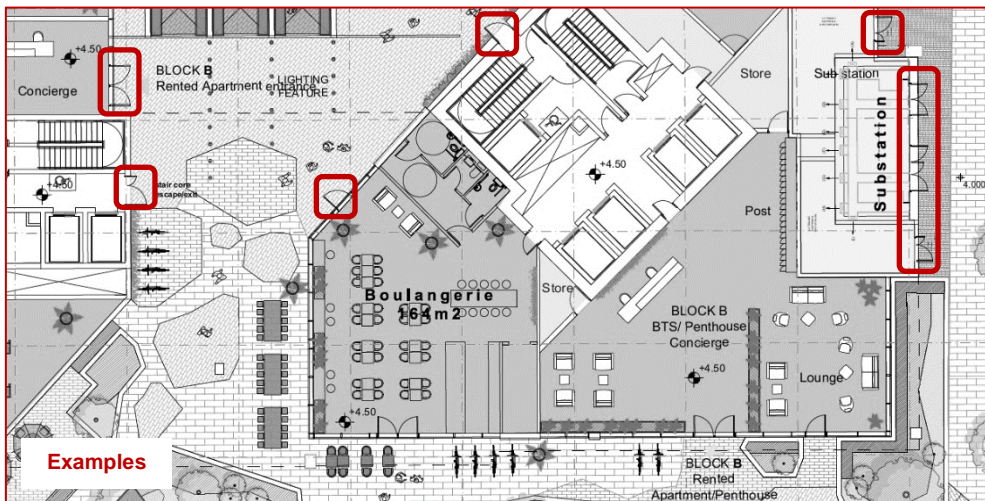 +4.50
Concierge
BLOCK B
Rented Apartment entrance
LIGHTING
FEATURE
Store
Substation
Substation
+4.50
stair core
escape/exit
+4.50
4.000
Post
Boulangerie
164m2
Store
BLOCK B
BTS/ Penthouse
Concierge
+4.50
Lounge
+4.50
Examples
BLOCK B
Rented
Apartment/Penthouse